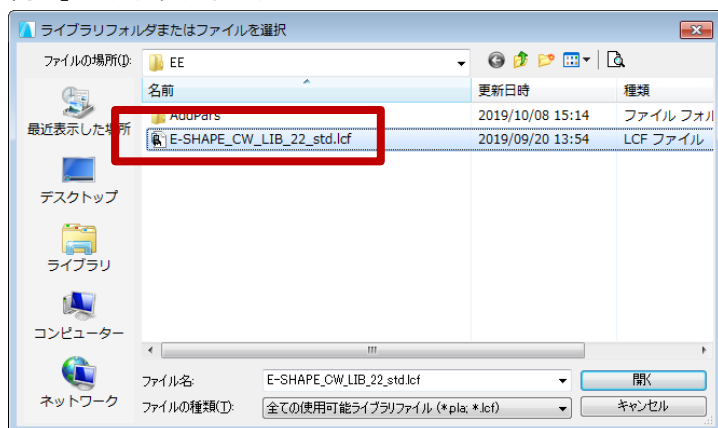 ライブラリフォルダまたはファイルを選択
ファイルの場所(I):
EE
名前
更新日時
種類
AddPars
2019/10/08 15:14
ファイル フォル
E-SHAPE_CW_LIB_22_std.lcf
2019/09/20 13:54
LCF ファイル
最近表示した場所
デスクトップ
ライブラリ
コンピューター
ネットワーク
ファイル名:
E-SHAPE_CW_LIB_22_std.lcf
開く
ファイルの種類(T):
全ての使用可能ライブラリファイル (*.pla; *.lcf)
キャンセル